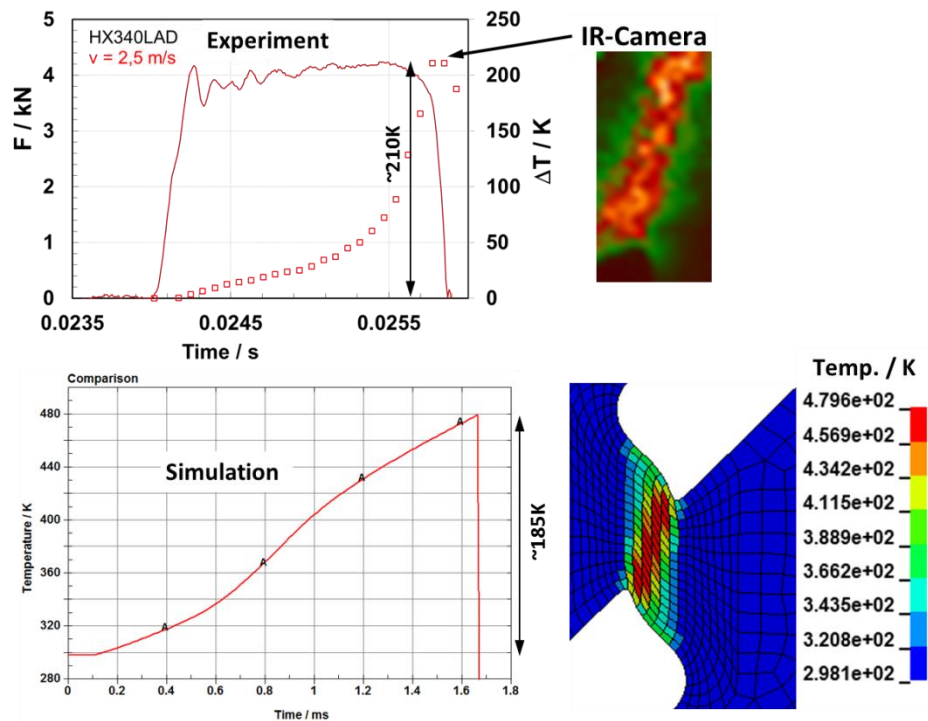 HX340LAD
v = 2,5 m/s
Experiment
IR-Camera
5
4
3
2
1
0
F / kN
250
200
150
100
50
0
ΔT / K
~210K
0.0235
0.0245
0.0255
Time / s
Comparison
Simulation
480
440
400
360
320
280
Temperature / K
A
A
A
A
0
0.2
0.4
0.6
0.8
1
1.2
1.4
1.6
1.8
Time / ms
~185K
Temp. / K
4.796e+02
4.569e+02
4.342e+02
4.115e+02
3.889e+02
3.662e+02
3.435e+02
3.208e+02
2.981e+02